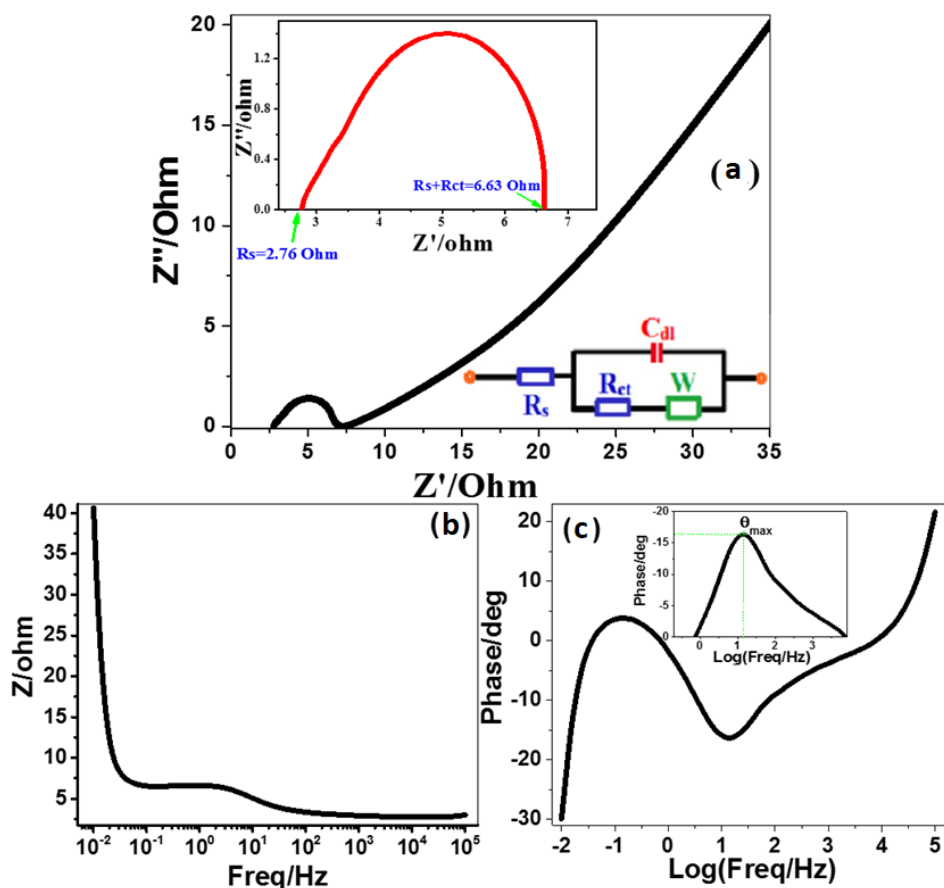 20
15
10
5
0
Z''/Ohm
0 5 10 15 20 25 30 35
Z'/Ohm
(a)
1.6
1.2
0.8
0.4
0.0
Z''/ohm
3 4 5 6 7
Z'/ohm
Rs+Rct=6.63 Ohm
Rs=2.76 Ohm
Cdl
Rs
Rct
W
(b)
40
35
30
25
20
15
10
5
Z/ohm
10-2 10-1 100 101 102 103 104 105
Freq/Hz
(c)
20
10
0
-10
-20
-30
Phase/deg
-2 -1 0 1 2 3 4 5
Log(Freq/Hz)
θmax
-20
-15
-10
-5
0
Phase/deg
-1 0 1 2 3 4
Log(Freq/Hz)